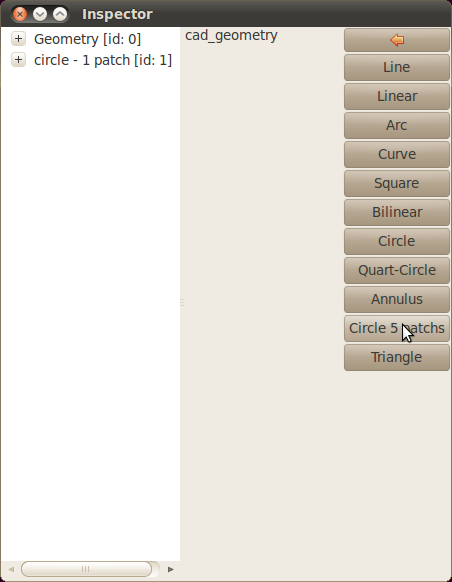 Inspector
Geometry [id: 0]
circle - 1 patch [id: 1]
cad_geometry
Line
Linear
Arc
Curve
Square
Bilinear
Circle
Quart-Circle
Annulus
Circle 5 patchs
Triangle